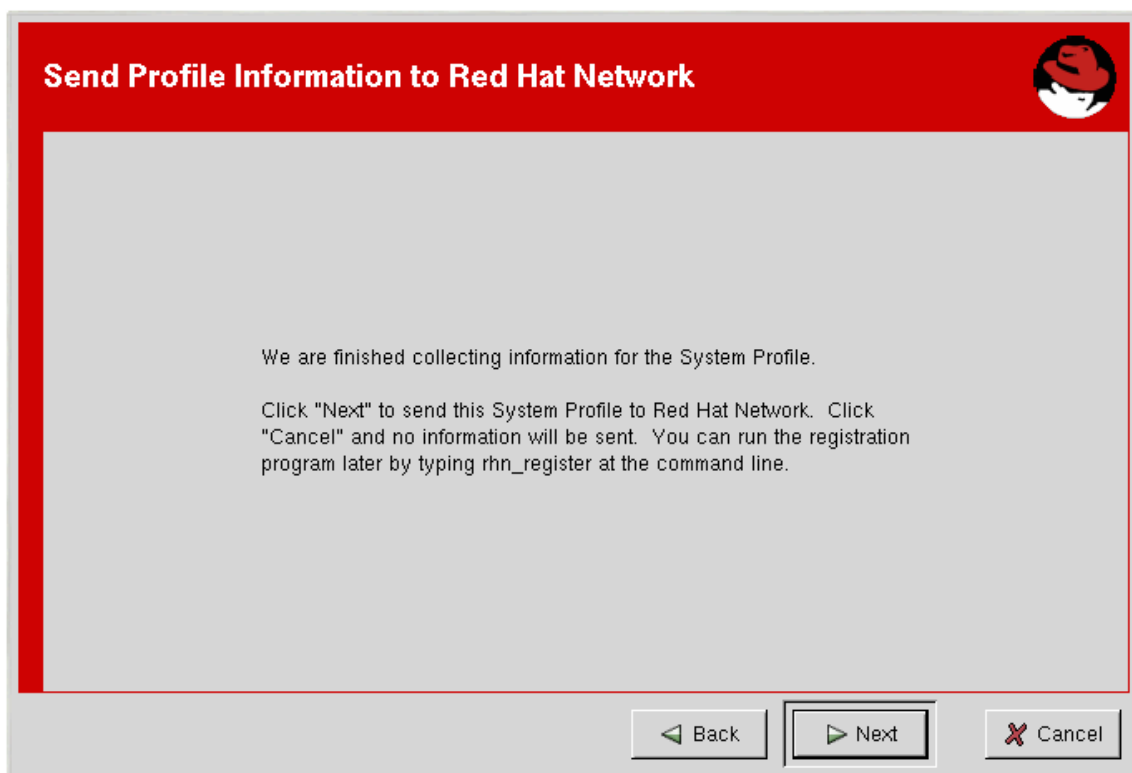 Send Profile Information to Red Hat Network
We are finished collecting information for the System Profile.
Click "Next" to send this System Profile to Red Hat Network.  Click
"Cancel" and no information will be sent.  You can run the registration
program later by typing rhn_register at the command line.
Back
Next
Cancel